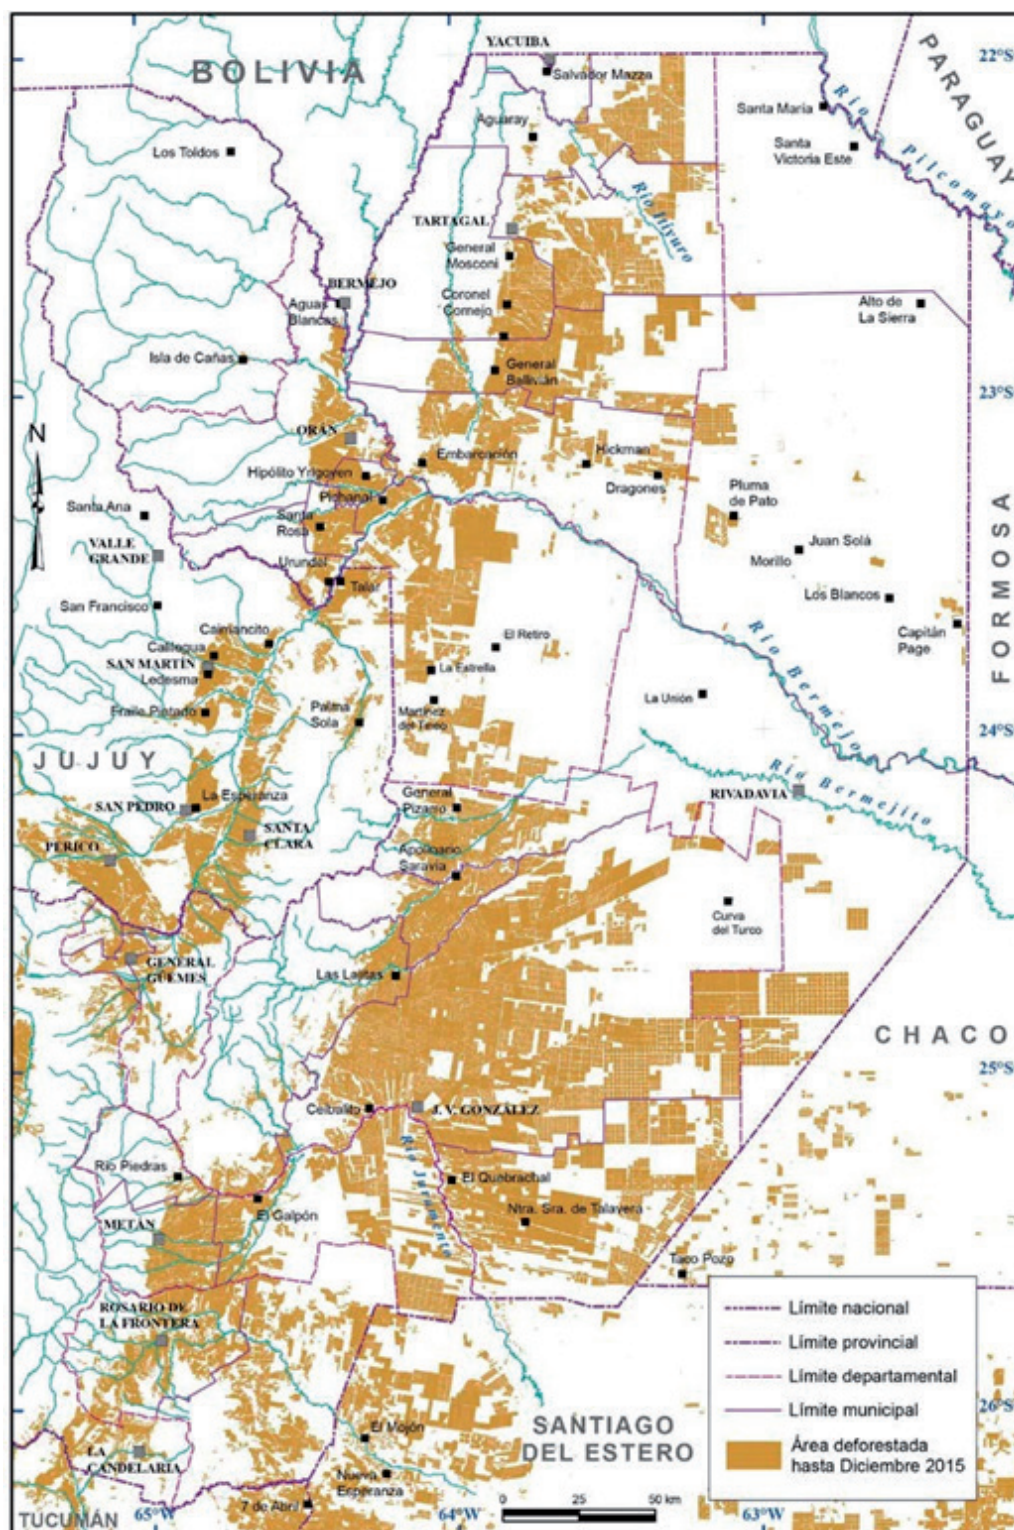 YACUIBA
BOLIVIA
Salvador Mazza
PARAGUAY
22°S
Aguaray
Santa María
Río Pilcomayo
Los Toldos
Santa
Victoria Este
Río Itiyuro
TARTAGAL
General
Mosconi
BERMEJO
Aguas
Blancas
Coronel
Cornejo
Alto de
La Sierra
Isla de Cañas
General
Ballivián
23°S
N
ORÁN
Embarcación
Hickman
Hipólito Yrigoyen
Dragones
Pichanal
Pluma
de Pato
Santa Ana
Santa
Rosa
FORMOSA
VALLE
GRANDE
Juan Solá
Morillo
Urundel
Talar
Los Blancos
San Francisco
Capitán
Page
Caimancito
El Retiro
Calilegua
SAN MARTÍN
Ledesma
La Estrella
Río Bermejo
La Unión
Fraile Pintado
Palma
Sola
Martínez
del Tineo
24°S
JUJUY
Río Bermejito
RIVADAVIA
La Esperanza
SAN PEDRO
General
Pizarro
SANTA
CLARA
PERICO
Apolinario
Saravia
Curva
del Turco
GENERAL
GÜEMES
Las Lajitas
CHACO
25°S
Ceibalito
J. V. GONZÁLEZ
Río Juramento
Río Piedras
El Quebrachal
El Galpón
Ntra. Sra. de Talavera
METÁN
Taco Pozo
ROSARIO DE
LA FRONTERA
Límite nacional
Límite provincial
Límite departamental
Límite municipal
Área deforestada
hasta Diciembre 2015
26°S
El Mojón
SANTIAGO
DEL ESTERO
LA
CANDELARIA
Nueva
Esperanza
7 de Abril
0 25 50 km
TUCUMÁN
65°W
64°W
63°W